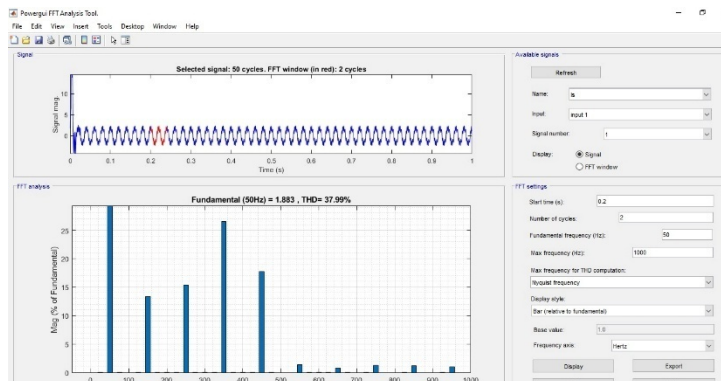 Powergui FFT Analysis Tool.
File Edit View Insert Tools Desktop Window Help
Signal
Selected signal: 50 cycles. FFT window (in red): 2 cycles
Signal mag.
10
5
0
0 0.1 0.2 0.3 0.4 0.5 0.6 0.7 0.8 0.9 1
Time (s)
FFT analysis
Fundamental (50Hz) = 1.883 , THD= 37.99%
Mag (% of Fundamental)
25
20
15
10
5
0
0 100 200 300 400 500 600 700 800 900 1000
Available signals
Refresh
Name: Is
Input: input 1
Signal number: 1
Display: Signal
FFT window
FFT settings
Start time (s): 0.2
Number of cycles: 2
Fundamental frequency (Hz): 50
Max frequency (Hz): 1000
Max frequency for THD computation:
Nyquist frequency
Display style:
Bar (relative to fundamental)
Base value: 1.0
Frequency axis: Hertz
Display Export